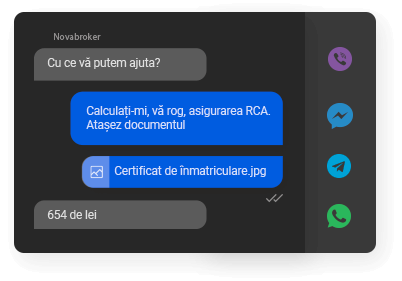 Novabroker
Cu ce vă putem ajuta?
Calculați-mi, vă rog, asigurarea RCA.
Atașez documentul
Certificat de înmatriculare.jpg
654 de lei